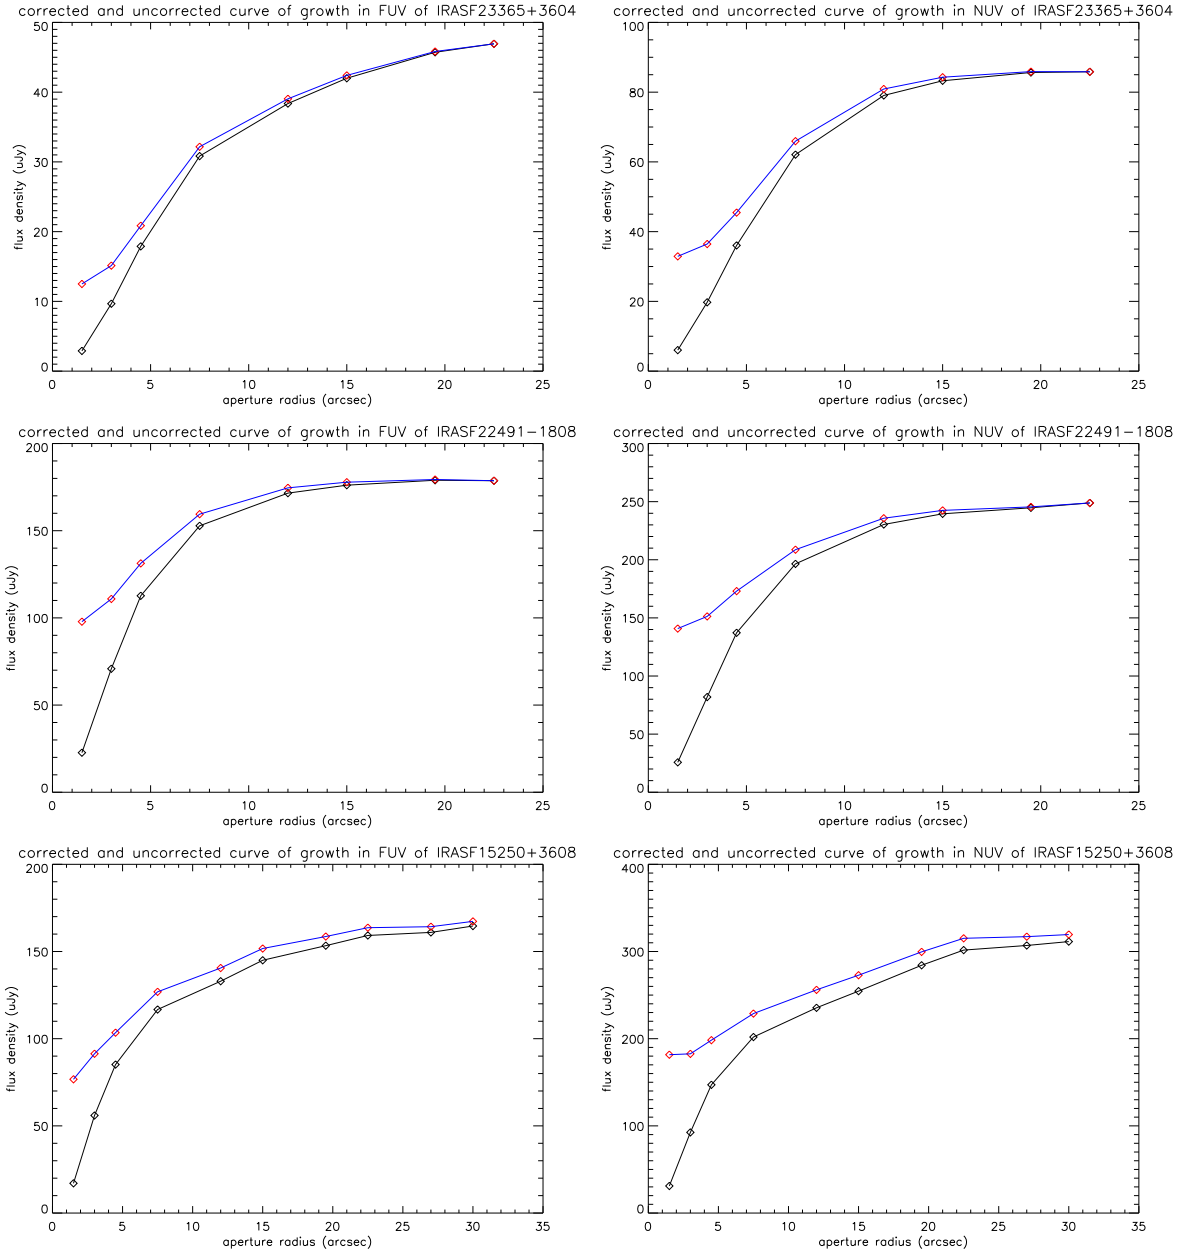 corrected and uncorrected curve of growth in FUV of IRASF23365+3604
50
40
30
20
10
0
flux density (uJy)
0 5 10 15 20 25
aperture radius (arcsec)
corrected and uncorrected curve of growth in NUV of IRASF23365+3604
100
80
60
40
20
0
flux density (uJy)
0 5 10 15 20 25
aperture radius (arcsec)
corrected and uncorrected curve of growth in FUV of IRASF22491−1808
200
150
100
50
0
flux density (uJy)
0 5 10 15 20 25
aperture radius (arcsec)
corrected and uncorrected curve of growth in NUV of IRASF22491−1808
300
250
200
150
100
50
0
flux density (uJy)
0 5 10 15 20 25
aperture radius (arcsec)
corrected and uncorrected curve of growth in FUV of IRASF15250+3608
200
150
100
50
0
flux density (uJy)
0 5 10 15 20 25 30 35
aperture radius (arcsec)
corrected and uncorrected curve of growth in NUV of IRASF15250+3608
400
300
200
100
0
flux density (uJy)
0 5 10 15 20 25 30 35
aperture radius (arcsec)